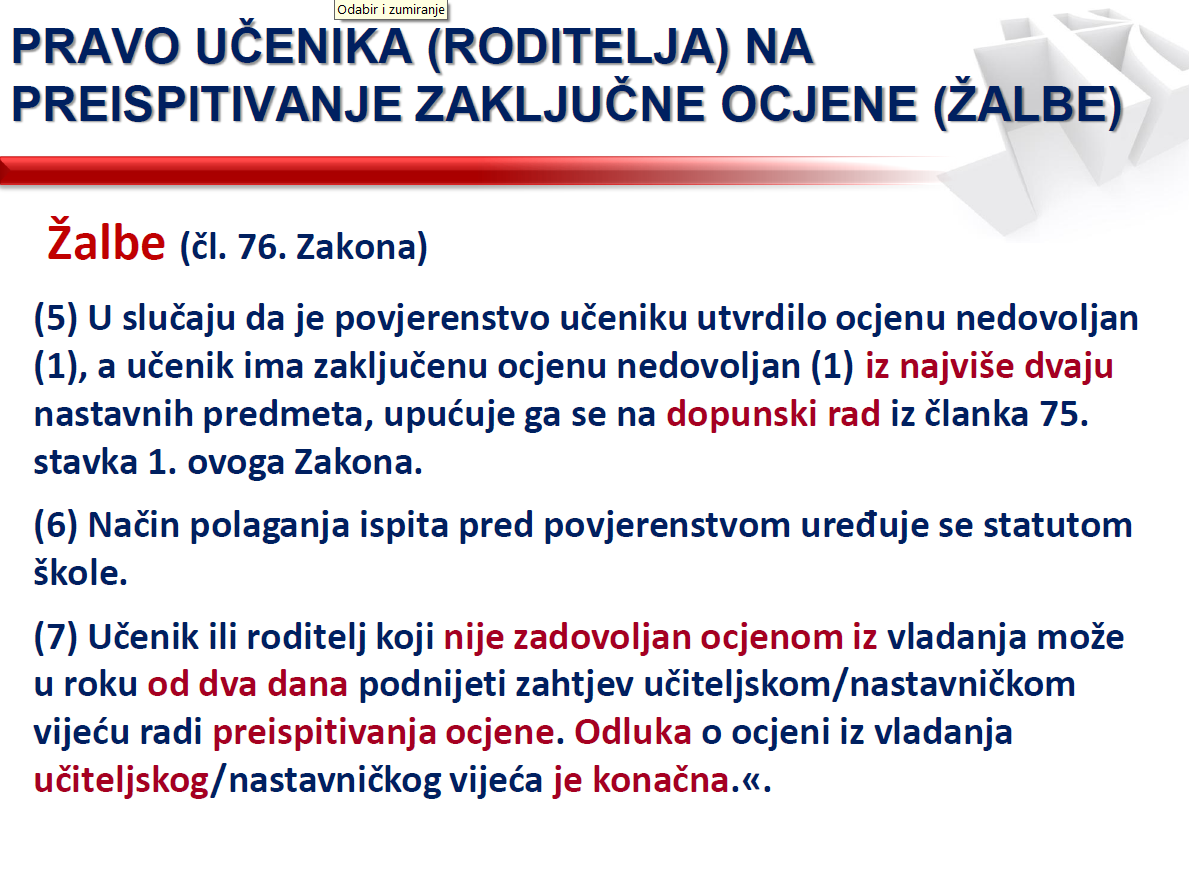 Odabir i zumiranje
PRAVO UČENIKA (RODITELJA) NA
PREISPITIVANJE ZAKLJUČNE OCJENE (ŽALBE)
Žalbe (čl. 76. Zakona)
(5) U slučaju da je povjerenstvo učeniku utvrdilo ocjenu nedovoljan
(1), a učenik ima zaključenu ocjenu nedovoljan (1) iz najviše dvaju
nastavnih predmeta, upućuje ga se na dopunski rad iz članka 75.
stavka 1. ovoga Zakona.
(6) Način polaganja ispita pred povjerenstvom uređuje se statutom
škole.
(7) Učenik ili roditelj koji nije zadovoljan ocjenom iz vladanja može
u roku od dva dana podnijeti zahtjev učiteljskom/nastavničkom
vijeću radi preispitivanja ocjene. Odluka o ocjeni iz vladanja
učiteljskog/nastavničkog vijeća je konačna.«.